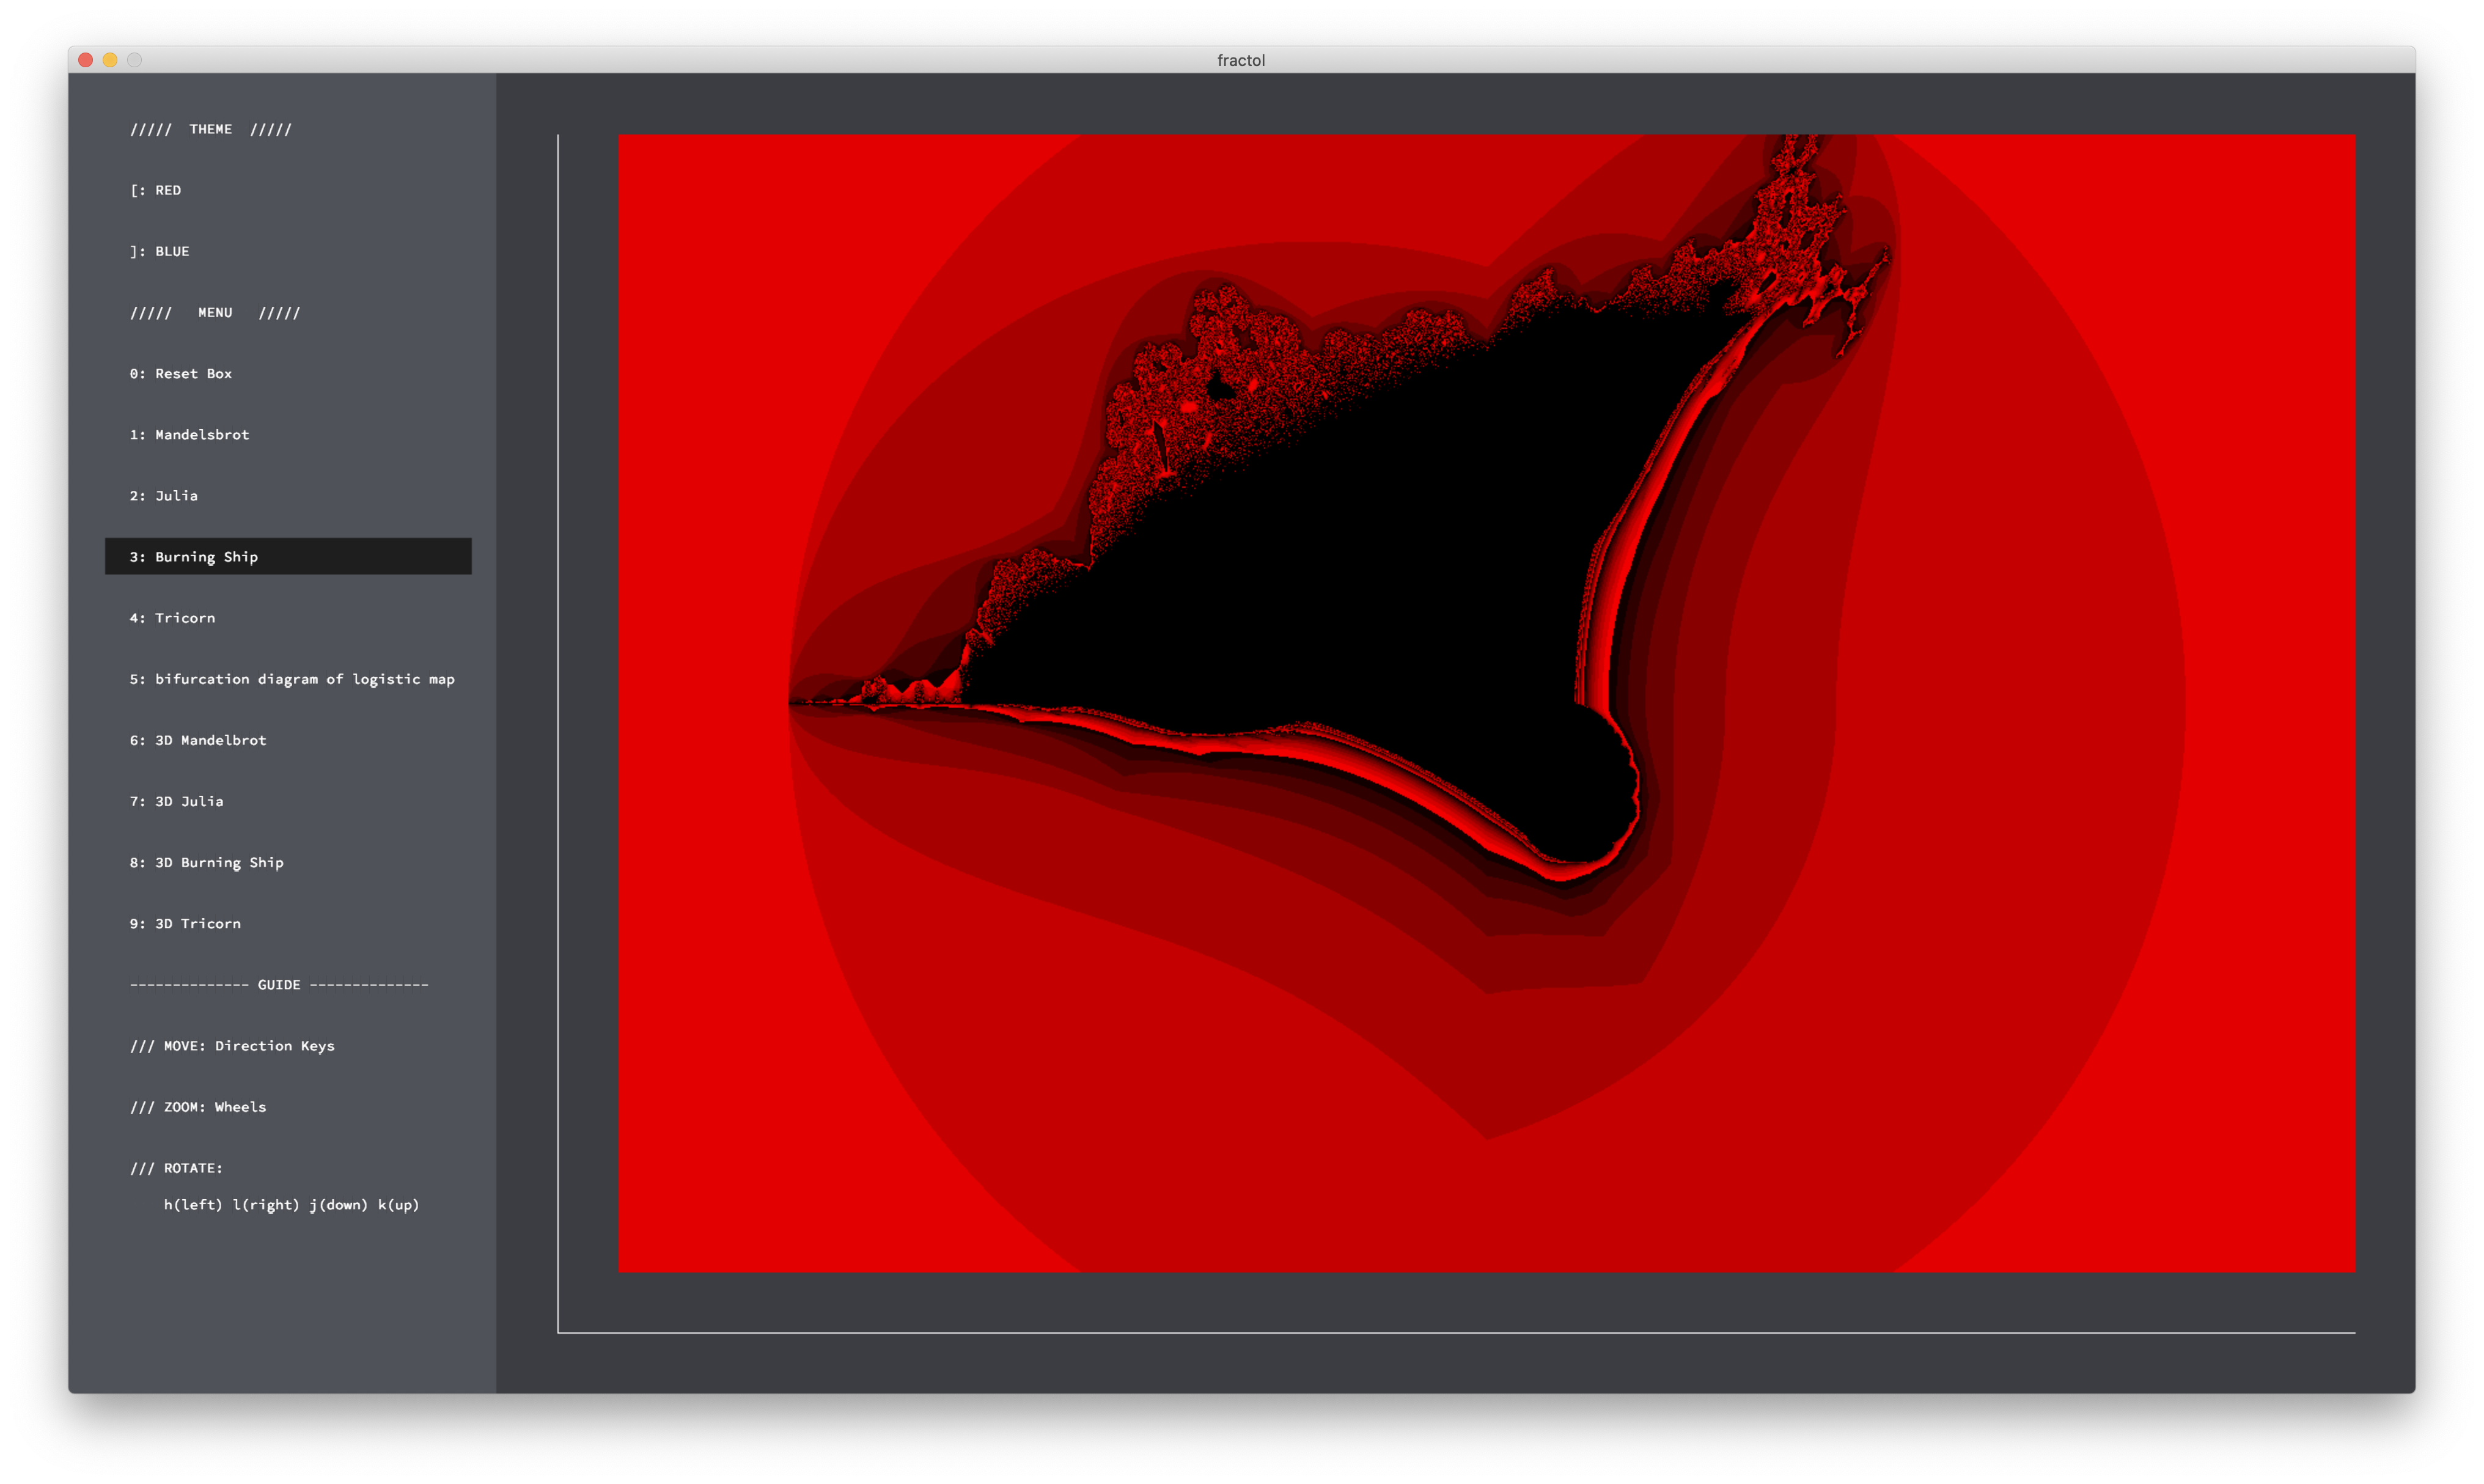 fractol
///// THEME /////
[: RED
]: BLUE
///// MENU /////
0: Reset Box
1: Mandelsbrot
2: Julia
3: Burning Ship
4: Tricorn
5: bifurcation diagram of logistic map
6: 3D Mandelbrot
7: 3D Julia
8: 3D Burning Ship
9: 3D Tricorn
-------------- GUIDE --------------
/// MOVE: Direction Keys
/// ZOOM: Wheels
/// ROTATE:
h(left) l(right) j(down) k(up)